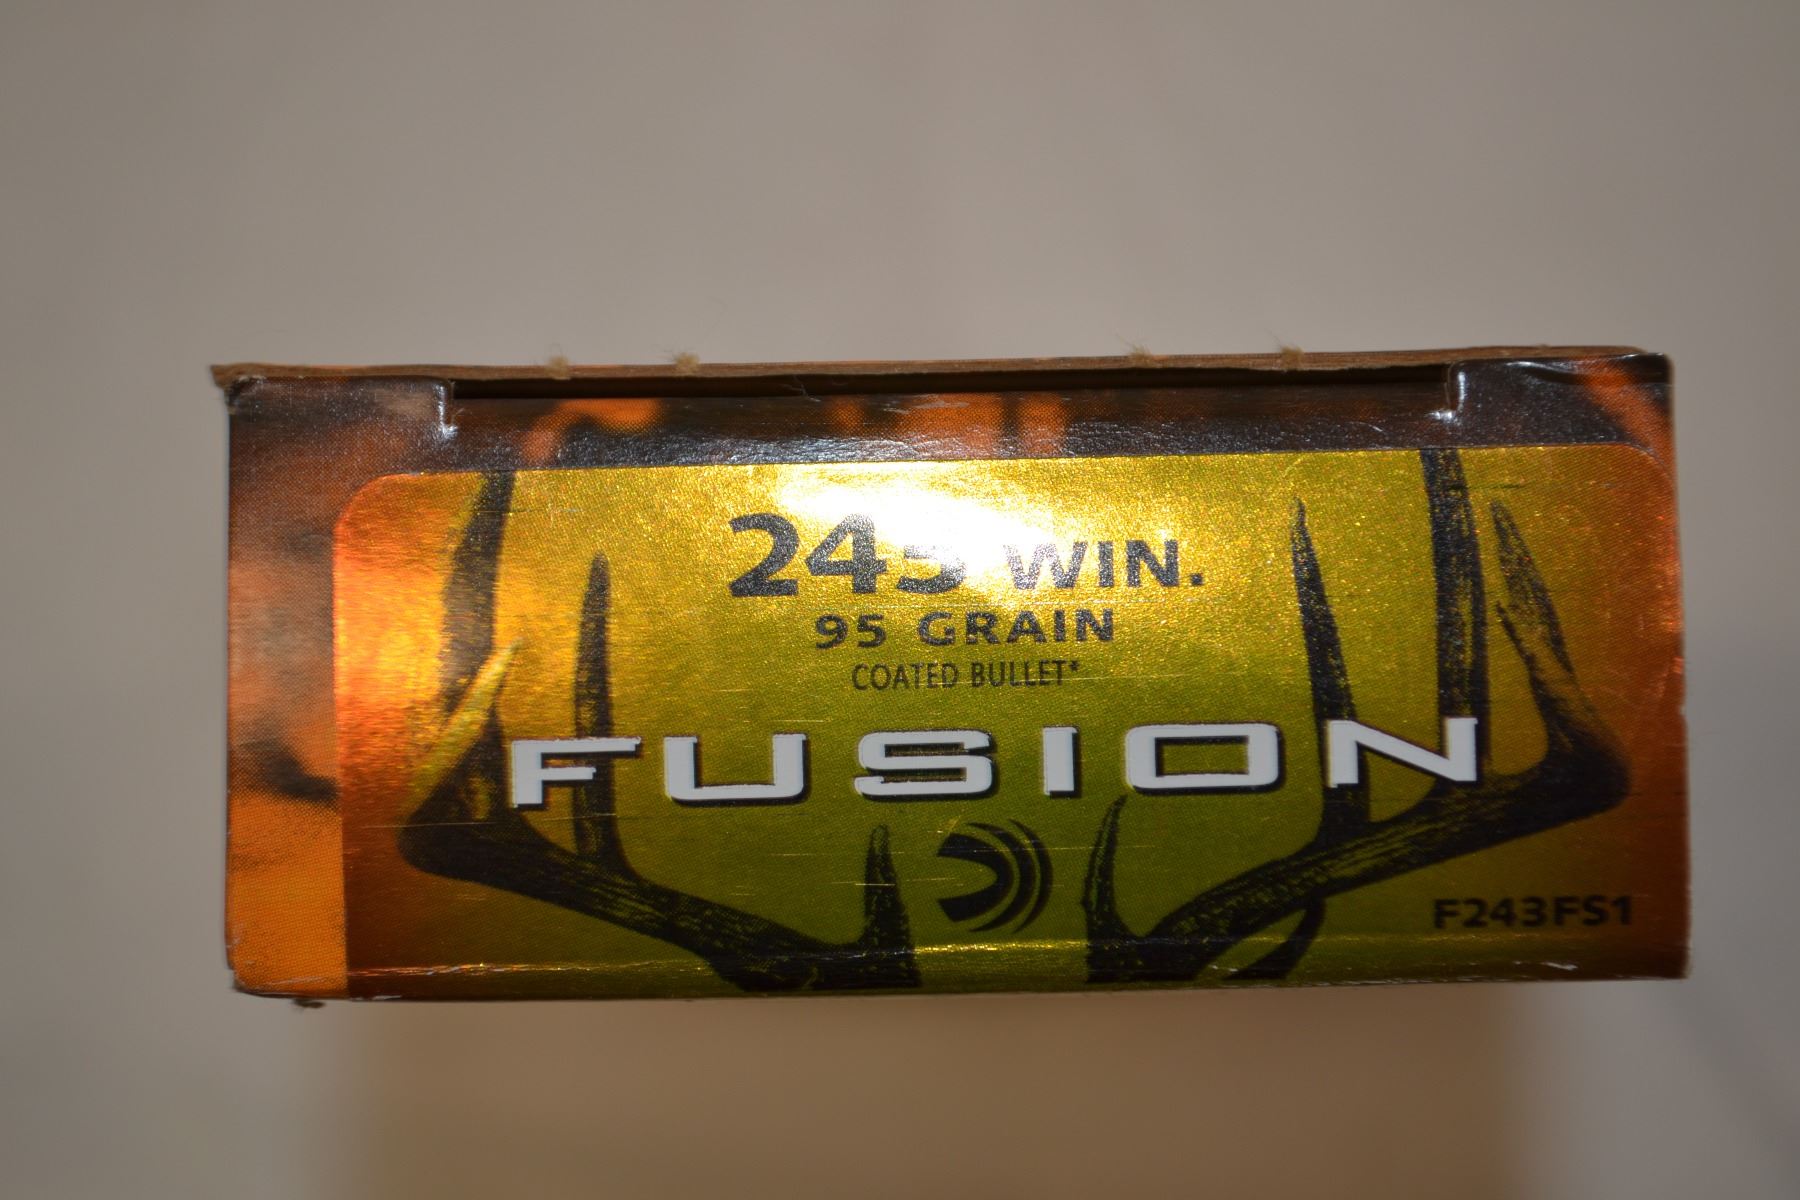 243 WIN.
95 GRAIN
COATED BULLET*
FUSION
F243FS1